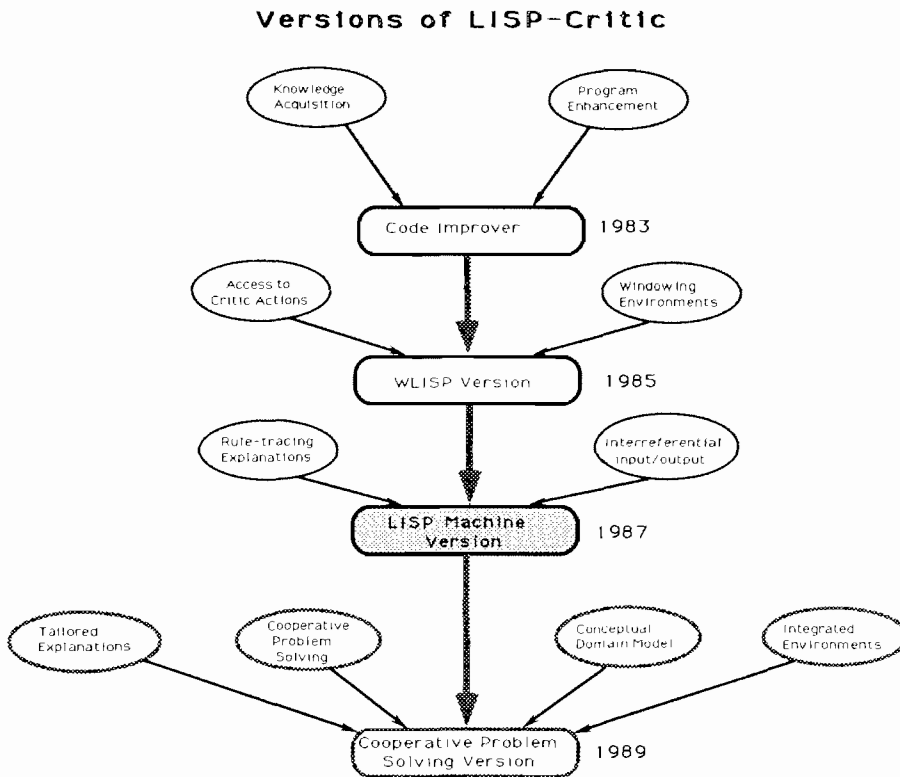 Versions of LISP-Critic
Knowledge
Acquisition
Program
Enhancement
Code Improver
1983
Access to
Critic Actions
Windowing
Environments
WLISP Version
1985
Rule-tracing
Explanations
Interreferential
input/output
LISP Machine
Version
1987
Tailored
Explanations
Cooperative
Problem
Solving
Conceptual
Domain Model
Integrated
Environments
Cooperative Problem
Solving Version
1989